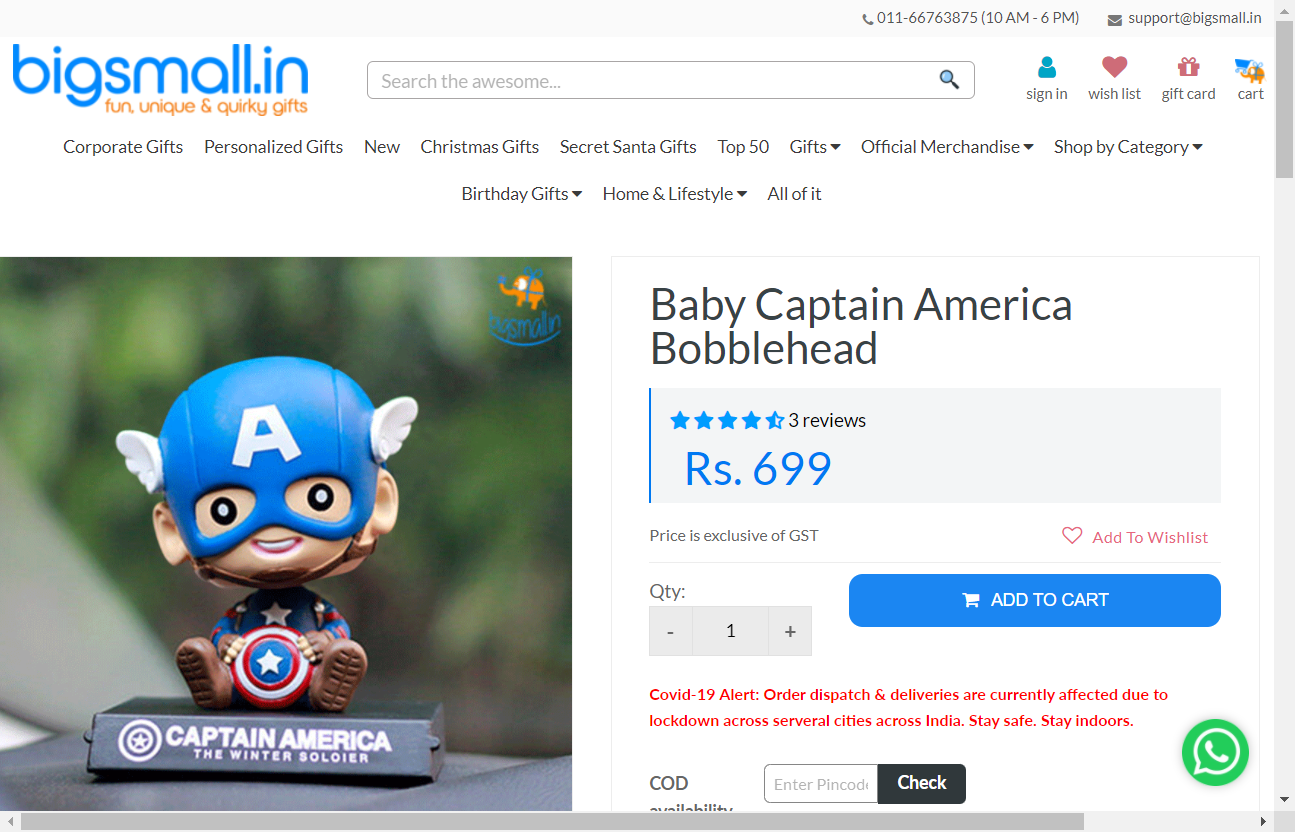 011-66763875 (10 AM - 6 PM)
support@bigsmall.in
bigsmall.in
fun, unique & quirky gifts
Search the awesome...
sign in
wish list
gift card
cart
Corporate Gifts
Personalized Gifts
New
Christmas Gifts
Secret Santa Gifts
Top 50
Gifts
Official Merchandise
Shop by Category
Birthday Gifts
Home & Lifestyle
All of it
bigsmall.in
A
CAPTAIN AMERICA
THE WINTER SOLOIER
Baby Captain America
Bobblehead
3 reviews
Rs. 699
Price is exclusive of GST
Add To Wishlist
Qty:
- 1 +
ADD TO CART
Covid-19 Alert: Order dispatch & deliveries are currently affected due to
lockdown across serveral cities across India. Stay safe. Stay indoors.
COD
availability
Enter Pincode
Check